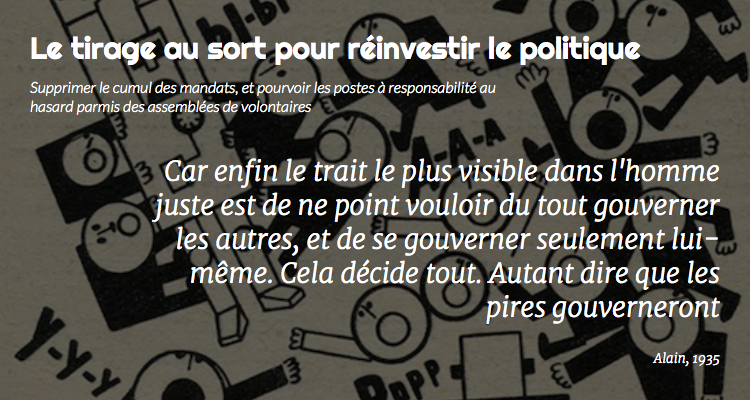 Le tirage au sort pour réinvestir le politique
Supprimer le cumul des mandats, et pourvoir les postes à responsabilité au
hasard parmis des assemblées de volontaires
Car enfin le trait le plus visible dans l'homme
juste est de ne point vouloir du tout gouverner
les autres, et de se gouverner seulement lui-
même. Cela décide tout. Autant dire que les
pires gouverneront
Alain, 1935
A-A-A
Y-Y-Y